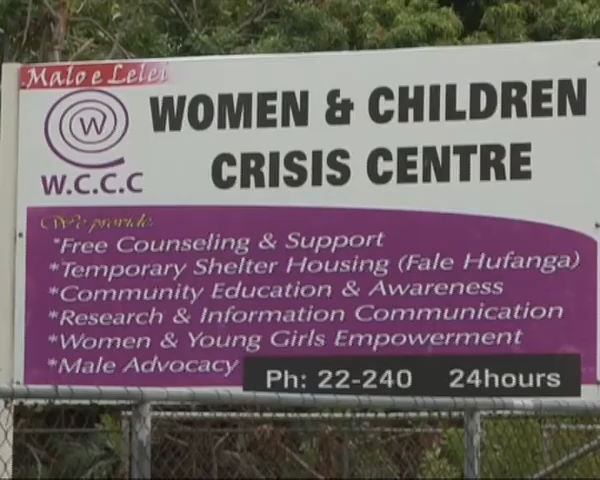 Malo e Lelei
W
W.C.C.C
WOMEN & CHILDREN
CRISIS CENTRE
We provide:
*Free Counseling & Support
*Temporary Shelter Housing (Fale Hufanga)
*Community Education & Awareness
*Research & Information Communication
*Women & Young Girls Empowerment
*Male Advocacy
Ph: 22-240 24hours